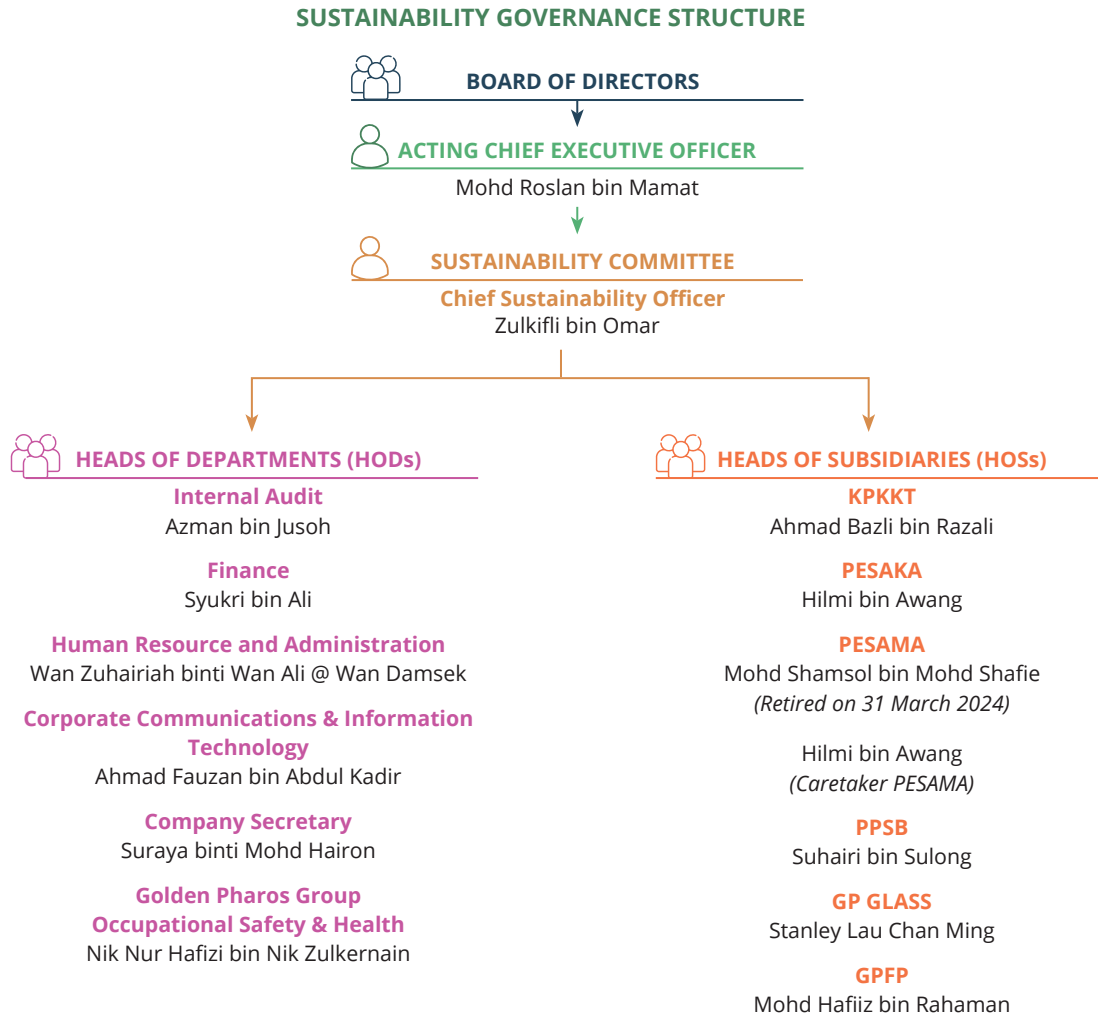 SUSTAINABILITY GOVERNANCE STRUCTURE
BOARD OF DIRECTORS
ACTING CHIEF EXECUTIVE OFFICER
Mohd Roslan bin Mamat
SUSTAINABILITY COMMITTEE
Chief Sustainability Officer
Zulkifli bin Omar
HEADS OF DEPARTMENTS (HODs)
Internal Audit
Azman bin Jusoh
Finance
Syukri bin Ali
Human Resource and Administration
Wan Zuhairiah binti Wan Ali @ Wan Damsek
Corporate Communications & Information
Technology
Ahmad Fauzan bin Abdul Kadir
Company Secretary
Suraya binti Mohd Hairon
Golden Pharos Group
Occupational Safety & Health
Nik Nur Hafizi bin Nik Zulkernain
HEADS OF SUBSIDIARIES (HOSs)
KPKKT
Ahmad Bazli bin Razali
PESAKA
Hilmi bin Awang
PESAMA
Mohd Shamsol bin Mohd Shafie
(Retired on 31 March 2024)
Hilmi bin Awang
(Caretaker PESAMA)
PPSB
Suhairi bin Sulong
GP GLASS
Stanley Lau Chan Ming
GPFP
Mohd Hafiiz bin Rahaman